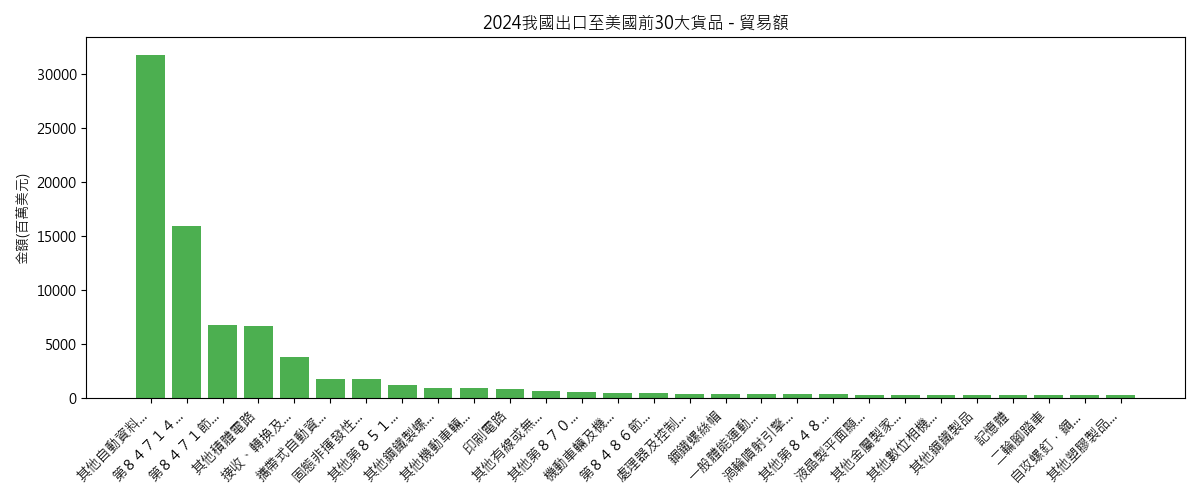 2024我國出口至美國前30大貨品 - 貿易額
金額(百萬美元)
30000
25000
20000
15000
10000
5000
0
其他自動資料...
第８４７１４...
第８４７１節...
其他積體電路
接收、轉換及...
攜帶式自動資...
固態非揮發性...
其他第８５１...
其他鋼鐵製螺...
其他機動車輛...
印刷電路
其他有線或無...
其他第８７０...
機動車輛及機...
第８４８６節...
處理器及控制...
鋼鐵螺絲帽
一般體能運動...
渦輪噴射引擎...
其他第８４８...
液晶製平面顯...
其他金屬製家...
其他數位相機...
其他鋼鐵製品
記憶體
二輪腳踏車
自攻螺釘，鋼...
其他塑膠製品...